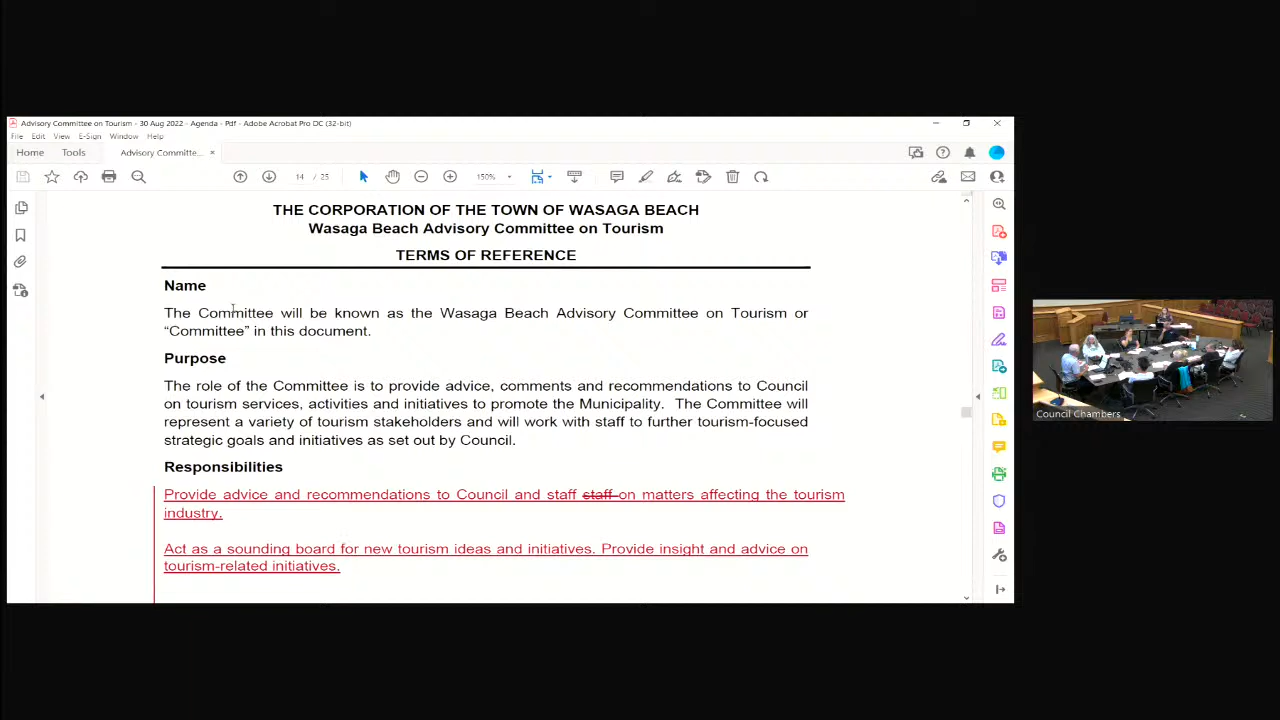 Advisory Committee on Tourism - 30 Aug 2022 - Agenda - Pdf - Adobe Acrobat Pro DC (32-bit)
File Edit View E-Sign Window Help
Home Tools Advisory Committe... ×
14 / 25 150%
THE CORPORATION OF THE TOWN OF WASAGA BEACH
Wasaga Beach Advisory Committee on Tourism
TERMS OF REFERENCE
Name
The Committee will be known as the Wasaga Beach Advisory Committee on Tourism or
“Committee” in this document.
Purpose
The role of the Committee is to provide advice, comments and recommendations to Council
on tourism services, activities and initiatives to promote the Municipality. The Committee will
represent a variety of tourism stakeholders and will work with staff to further tourism-focused
strategic goals and initiatives as set out by Council.
Responsibilities
Provide advice and recommendations to Council and staff staff on matters affecting the tourism
industry.
Act as a sounding board for new tourism ideas and initiatives. Provide insight and advice on
tourism-related initiatives.
Council Chambers